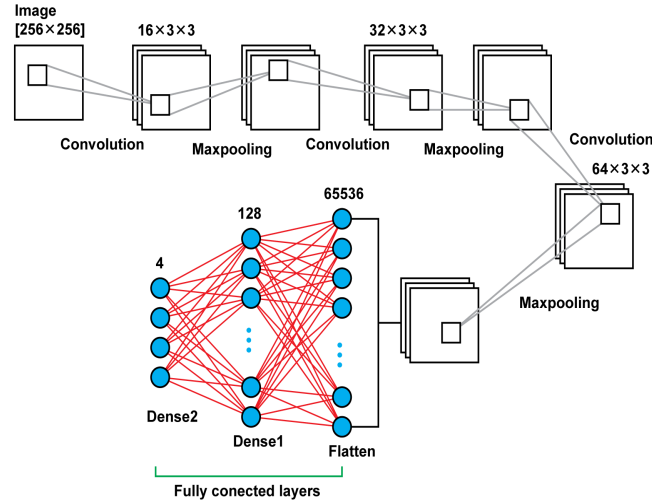 Image
[256×256]
16×3×3
32×3×3
Convolution
Maxpooling
Convolution
Maxpooling
Convolution
64×3×3
Maxpooling
65536
128
4
Dense2
Dense1
Flatten
Fully conected layers